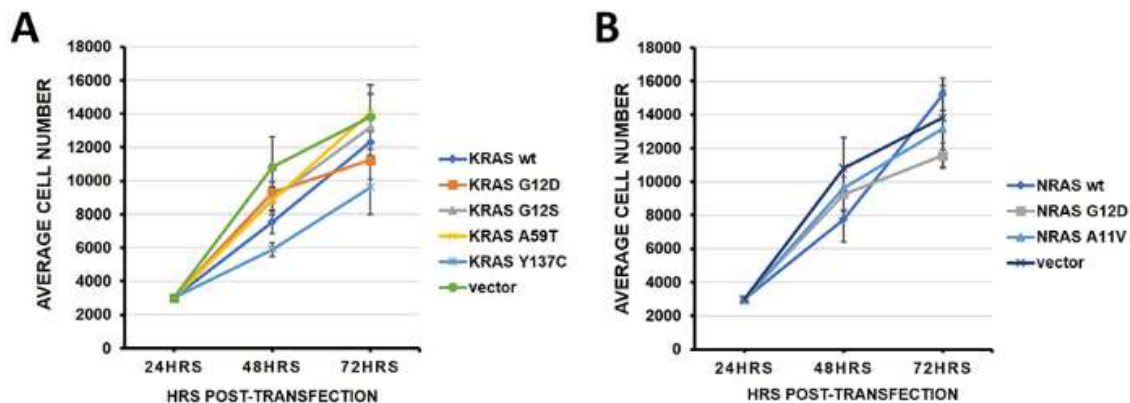 A
AVERAGE CELL NUMBER
18000
16000
14000
12000
10000
8000
6000
4000
2000
0
24HRS 48HRS 72HRS
HRS POST-TRANSFECTION
KRAS wt
KRAS G12D
KRAS G12S
KRAS A59T
KRAS Y137C
vector
B
AVERAGE CELL NUMBER
18000
16000
14000
12000
10000
8000
6000
4000
2000
0
24HRS 48HRS 72HRS
HRS POST-TRANSFECTION
NRAS wt
NRAS G12D
NRAS A11V
vector